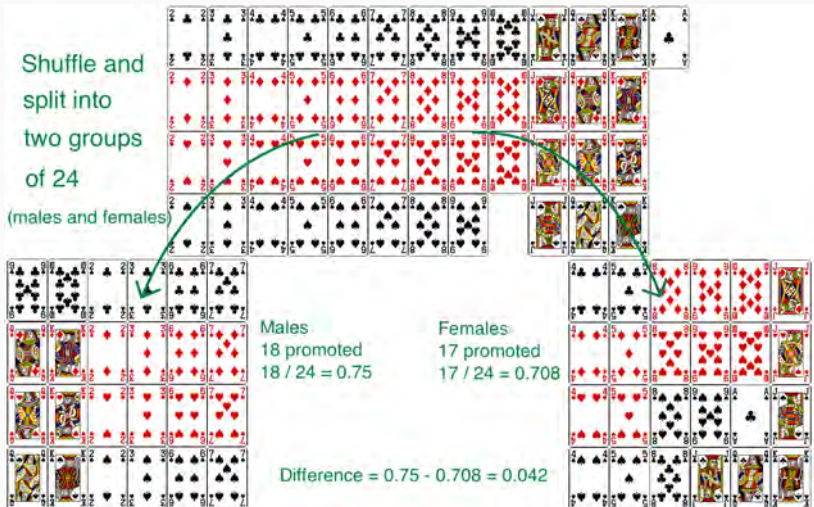 Shuffle and
split into
two groups
of 24
(males and females)
Males
18 promoted
18 / 24 = 0.75
Females
17 promoted
17 / 24 = 0.708
Difference = 0.75 - 0.708 = 0.042